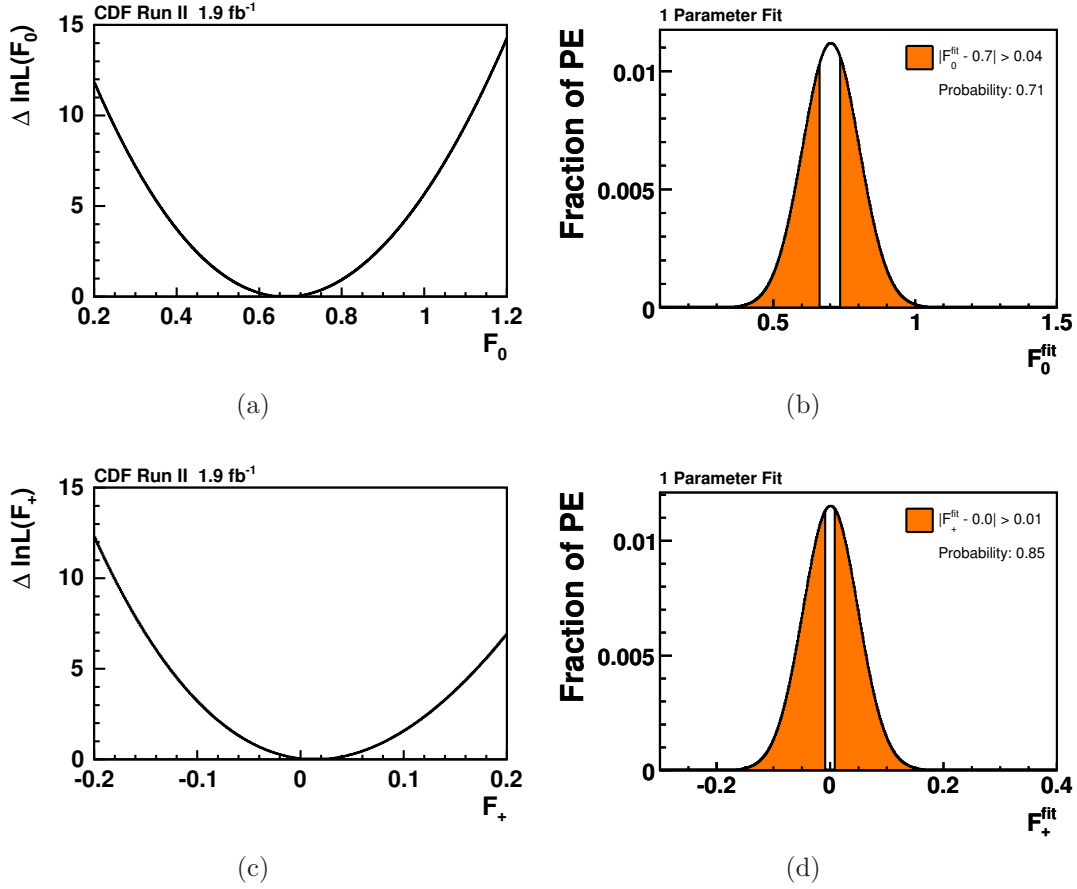 CDF Run II 1.9 fb-1
Δ lnL(F0)
15
10
5
0
0.2 0.4 0.6 0.8 1 1.2
F0
(a)
1 Parameter Fit
Fraction of PE
|F0fit - 0.7| > 0.04
Probability: 0.71
0.01
0.005
0
0.5 1 1.5
F0fit
(b)
CDF Run II 1.9 fb-1
Δ lnL(F+)
15
10
5
0
-0.2 -0.1 0 0.1 0.2
F+
(c)
1 Parameter Fit
Fraction of PE
|F+fit - 0.0| > 0.01
Probability: 0.85
0.01
0.005
0
-0.2 0 0.2 0.4
F+fit
(d)